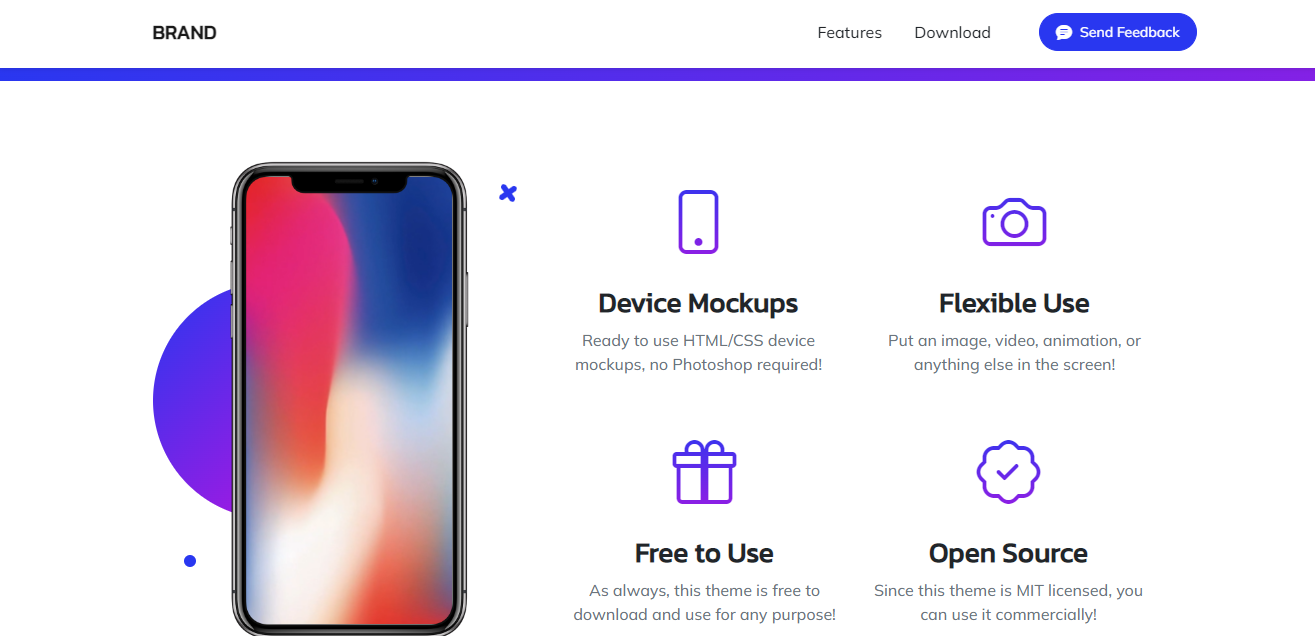 BRAND
Features
Download
Send Feedback
Device Mockups
Ready to use HTML/CSS device
mockups, no Photoshop required!
Flexible Use
Put an image, video, animation, or
anything else in the screen!
Free to Use
As always, this theme is free to
download and use for any purpose!
Open Source
Since this theme is MIT licensed, you
can use it commercially!